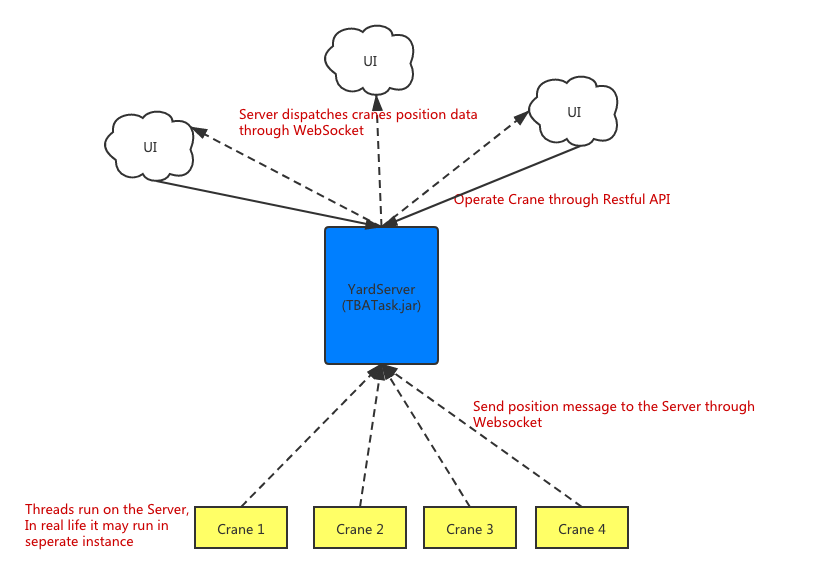 UI
UI
UI
Server dispatches cranes position data
through WebSocket
Operate Crane through Restful API
YardServer
(TBATask.jar)
Send position message to the Server through
Websocket
Threads run on the Server,
In real life it may run in
seperate instance
Crane 1
Crane 2
Crane 3
Crane 4